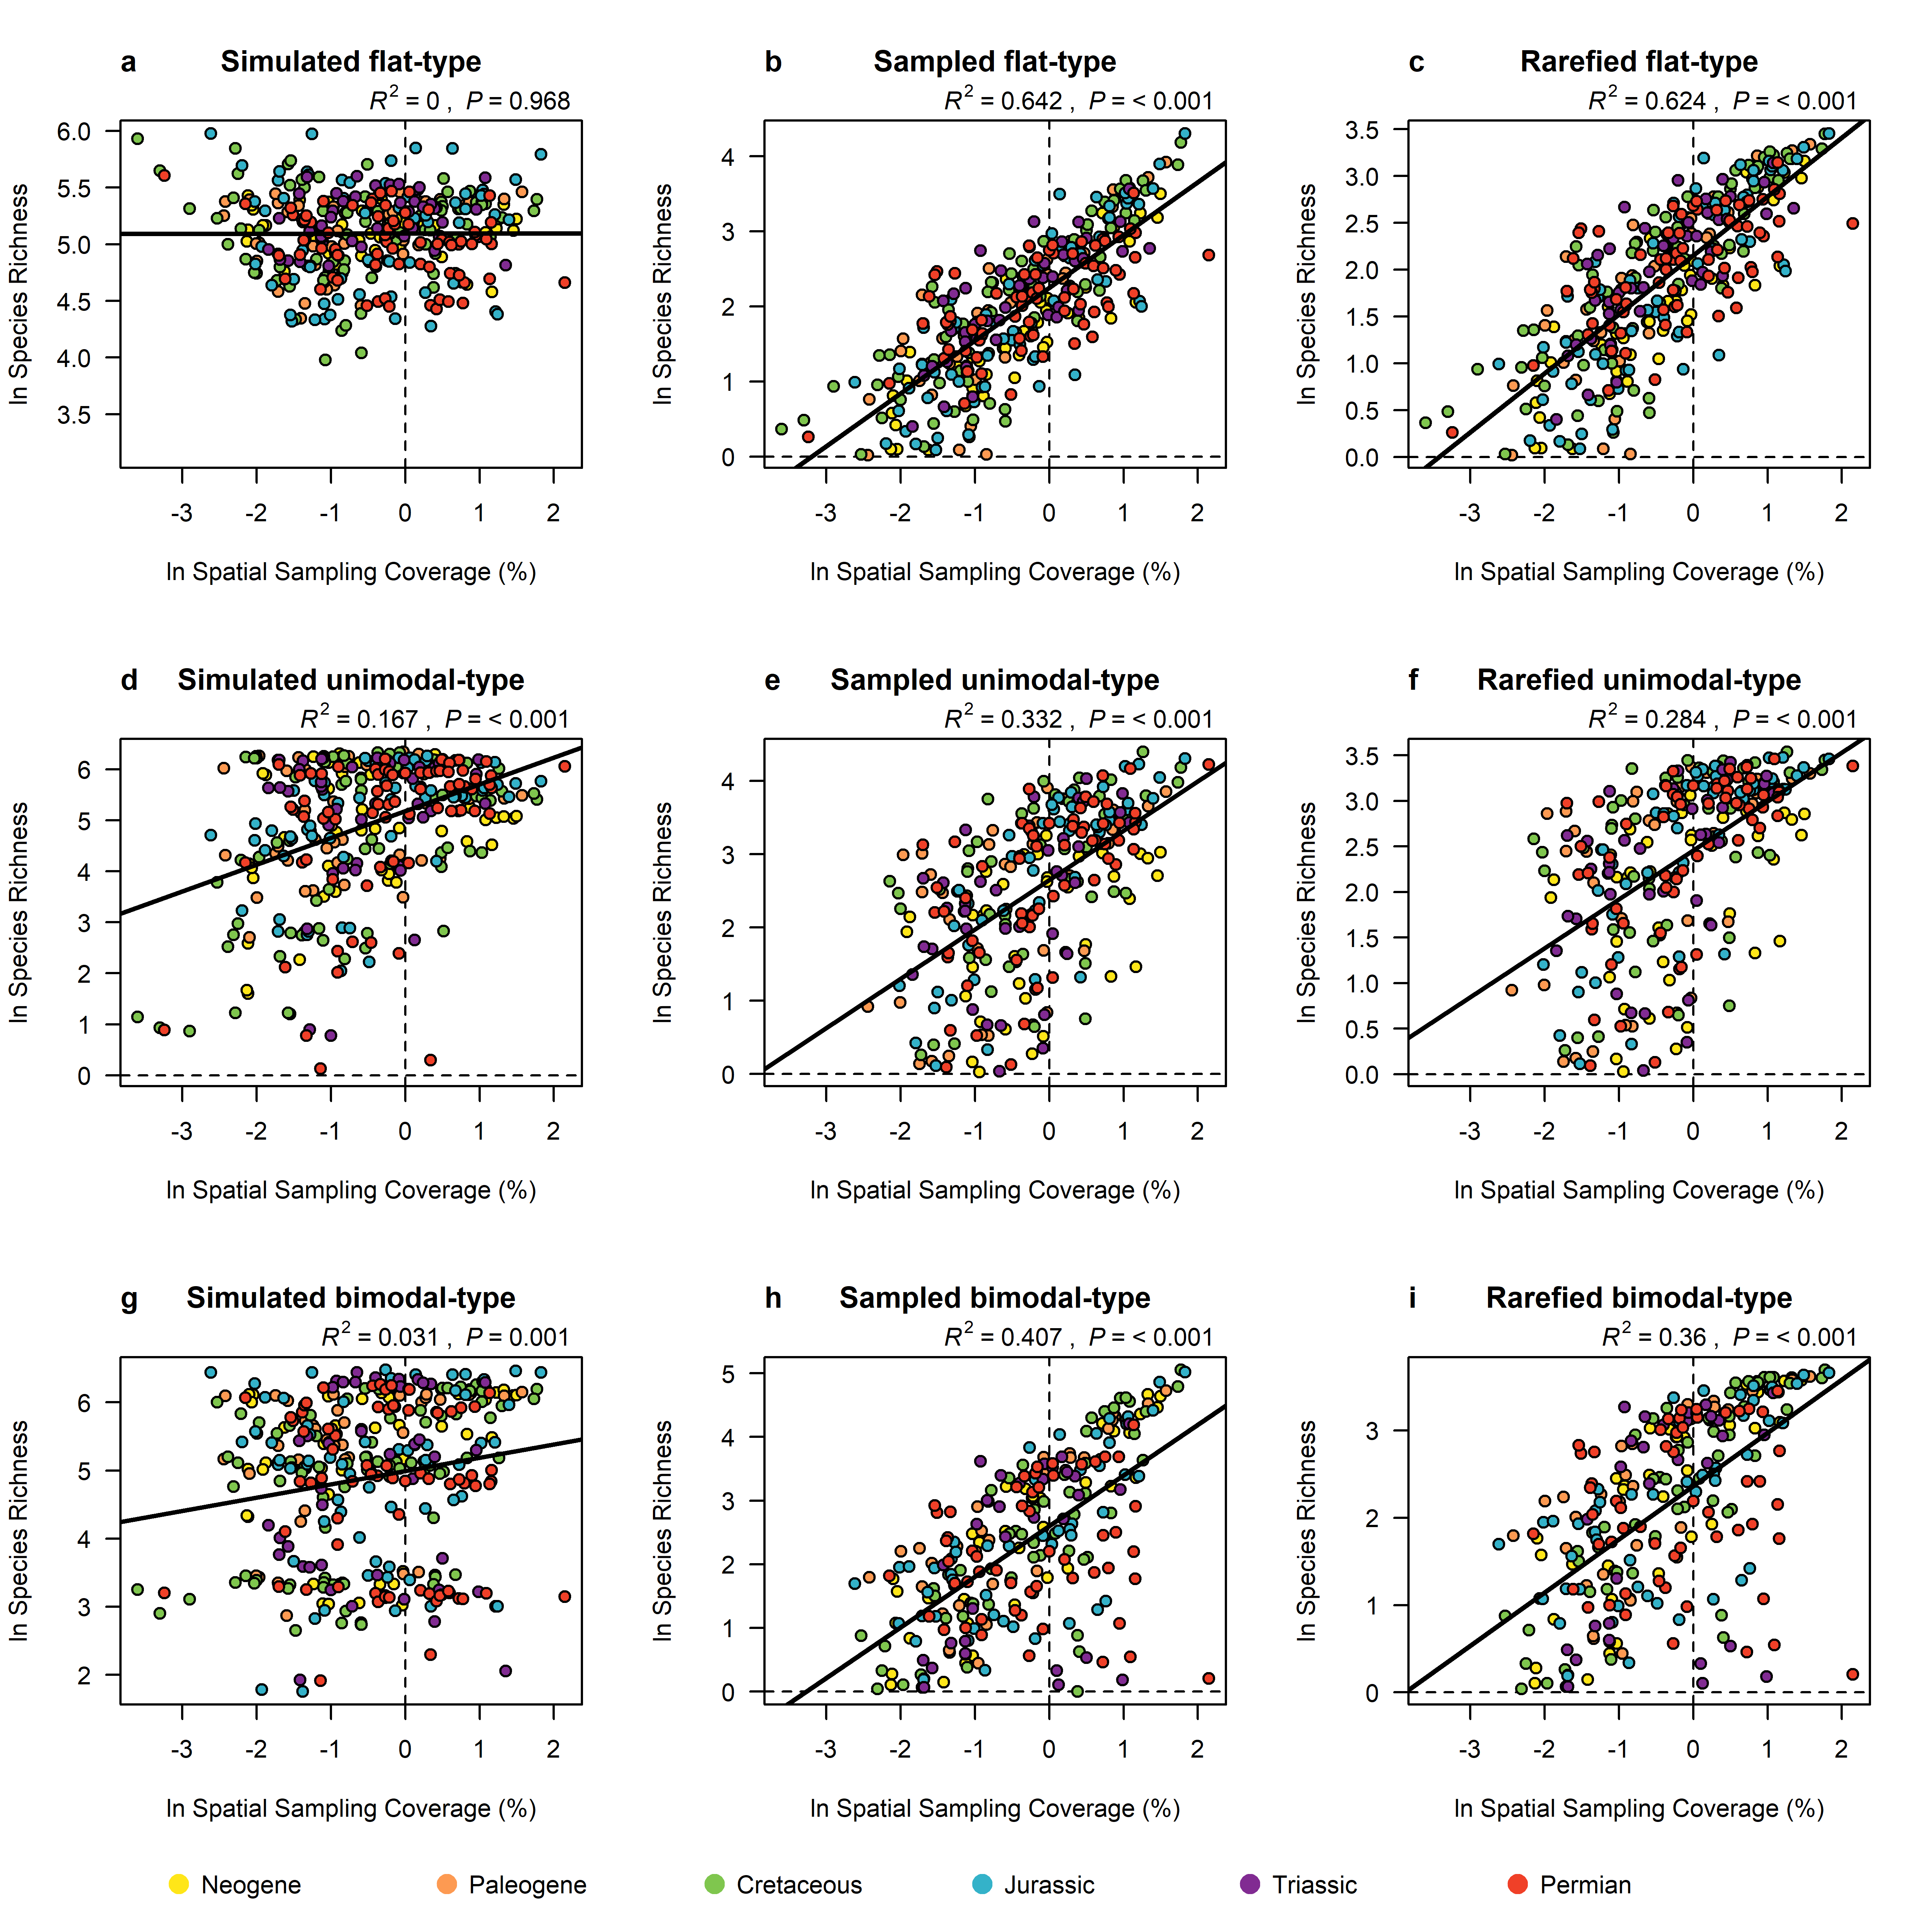 a Simulated flat-type
R² = 0 , P = 0.968
6.0
5.5
5.0
4.5
4.0
3.5
ln Species Richness
-3 -2 -1 0 1 2
ln Spatial Sampling Coverage (%)
b Sampled flat-type
R² = 0.642 , P = < 0.001
4
3
2
1
0
ln Species Richness
-3 -2 -1 0 1 2
ln Spatial Sampling Coverage (%)
c Rarefied flat-type
R² = 0.624 , P = < 0.001
3.5
3.0
2.5
2.0
1.5
1.0
0.5
0.0
ln Species Richness
-3 -2 -1 0 1 2
ln Spatial Sampling Coverage (%)
d Simulated unimodal-type
R² = 0.167 , P = < 0.001
6
5
4
3
2
1
0
ln Species Richness
-3 -2 -1 0 1 2
ln Spatial Sampling Coverage (%)
e Sampled unimodal-type
R² = 0.332 , P = < 0.001
4
3
2
1
0
ln Species Richness
-3 -2 -1 0 1 2
ln Spatial Sampling Coverage (%)
f Rarefied unimodal-type
R² = 0.284 , P = < 0.001
3.5
3.0
2.5
2.0
1.5
1.0
0.5
0.0
ln Species Richness
-3 -2 -1 0 1 2
ln Spatial Sampling Coverage (%)
g Simulated bimodal-type
R² = 0.031 , P = 0.001
6
5
4
3
2
ln Species Richness
-3 -2 -1 0 1 2
ln Spatial Sampling Coverage (%)
h Sampled bimodal-type
R² = 0.407 , P = < 0.001
5
4
3
2
1
0
ln Species Richness
-3 -2 -1 0 1 2
ln Spatial Sampling Coverage (%)
i Rarefied bimodal-type
R² = 0.36 , P = < 0.001
3
2
1
0
ln Species Richness
-3 -2 -1 0 1 2
ln Spatial Sampling Coverage (%)
Neogene Paleogene Cretaceous Jurassic Triassic Permian